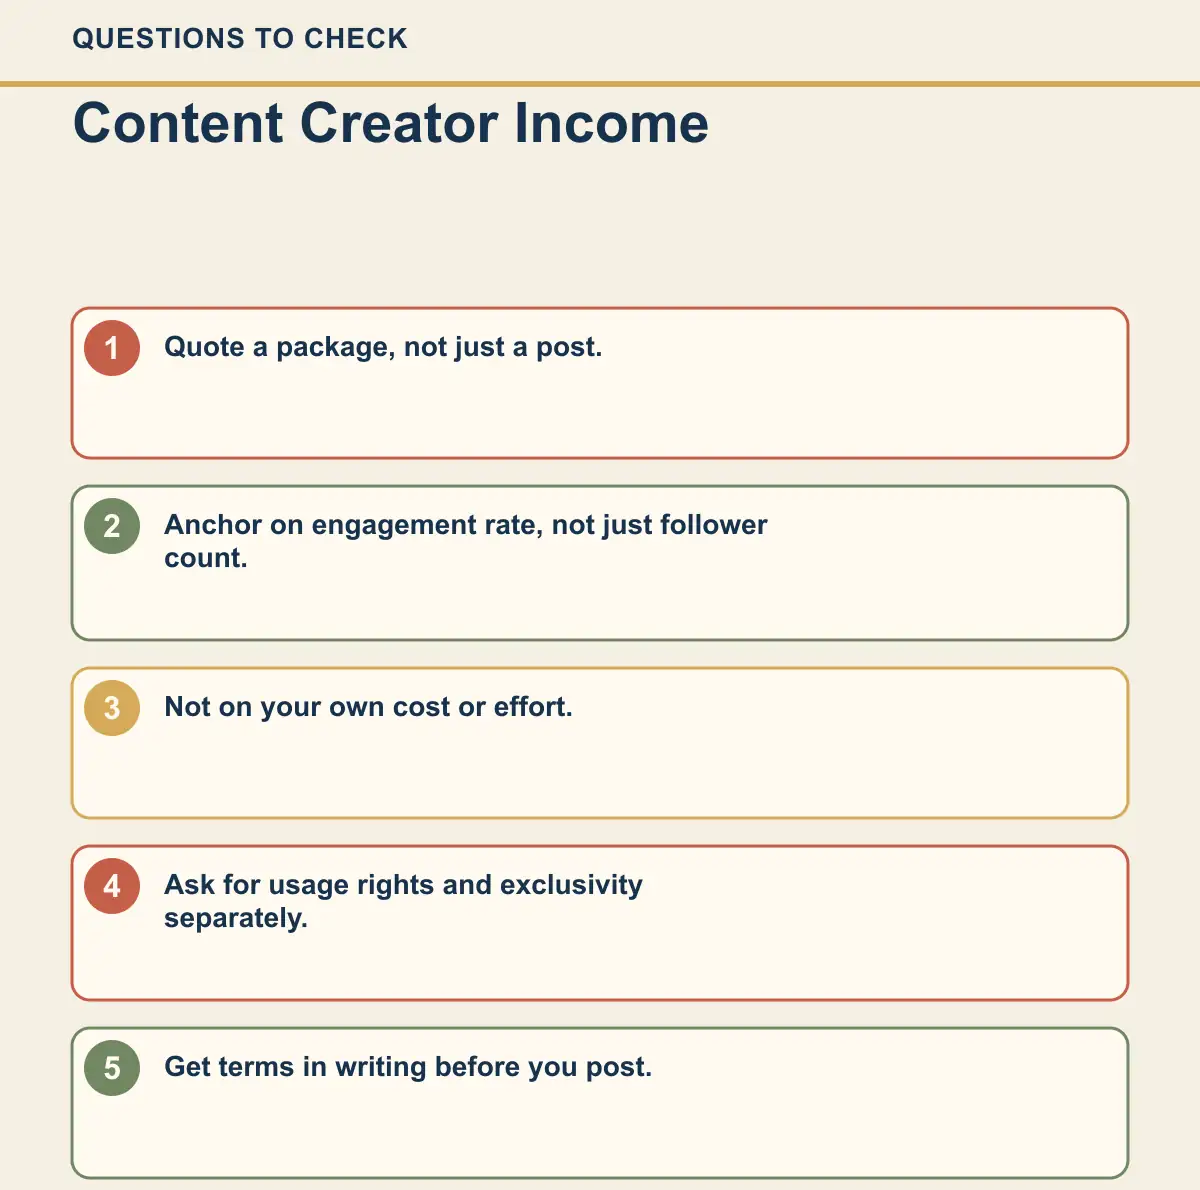 QUESTIONS TO CHECK
Content Creator Income
1
Quote a package, not just a post.
2
Anchor on engagement rate, not just follower
count.
3
Not on your own cost or effort.
4
Ask for usage rights and exclusivity
separately.
5
Get terms in writing before you post.